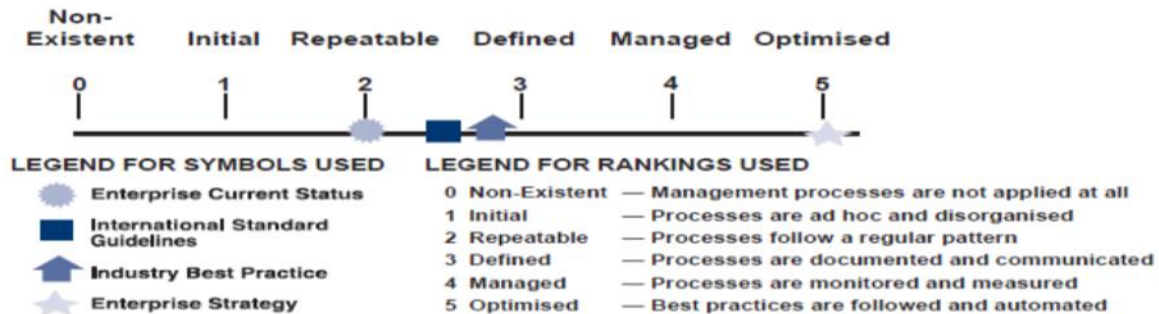 Non-
Existent Initial Repeatable Defined Managed Optimised
0 1 2 3 4 5
LEGEND FOR SYMBOLS USED
Enterprise Current Status
International Standard
Guidelines
Industry Best Practice
Enterprise Strategy
LEGEND FOR RANKINGS USED
0 Non-Existent — Management processes are not applied at all
1 Initial — Processes are ad hoc and disorganised
2 Repeatable — Processes follow a regular pattern
3 Defined — Processes are documented and communicated
4 Managed — Processes are monitored and measured
5 Optimised — Best practices are followed and automated